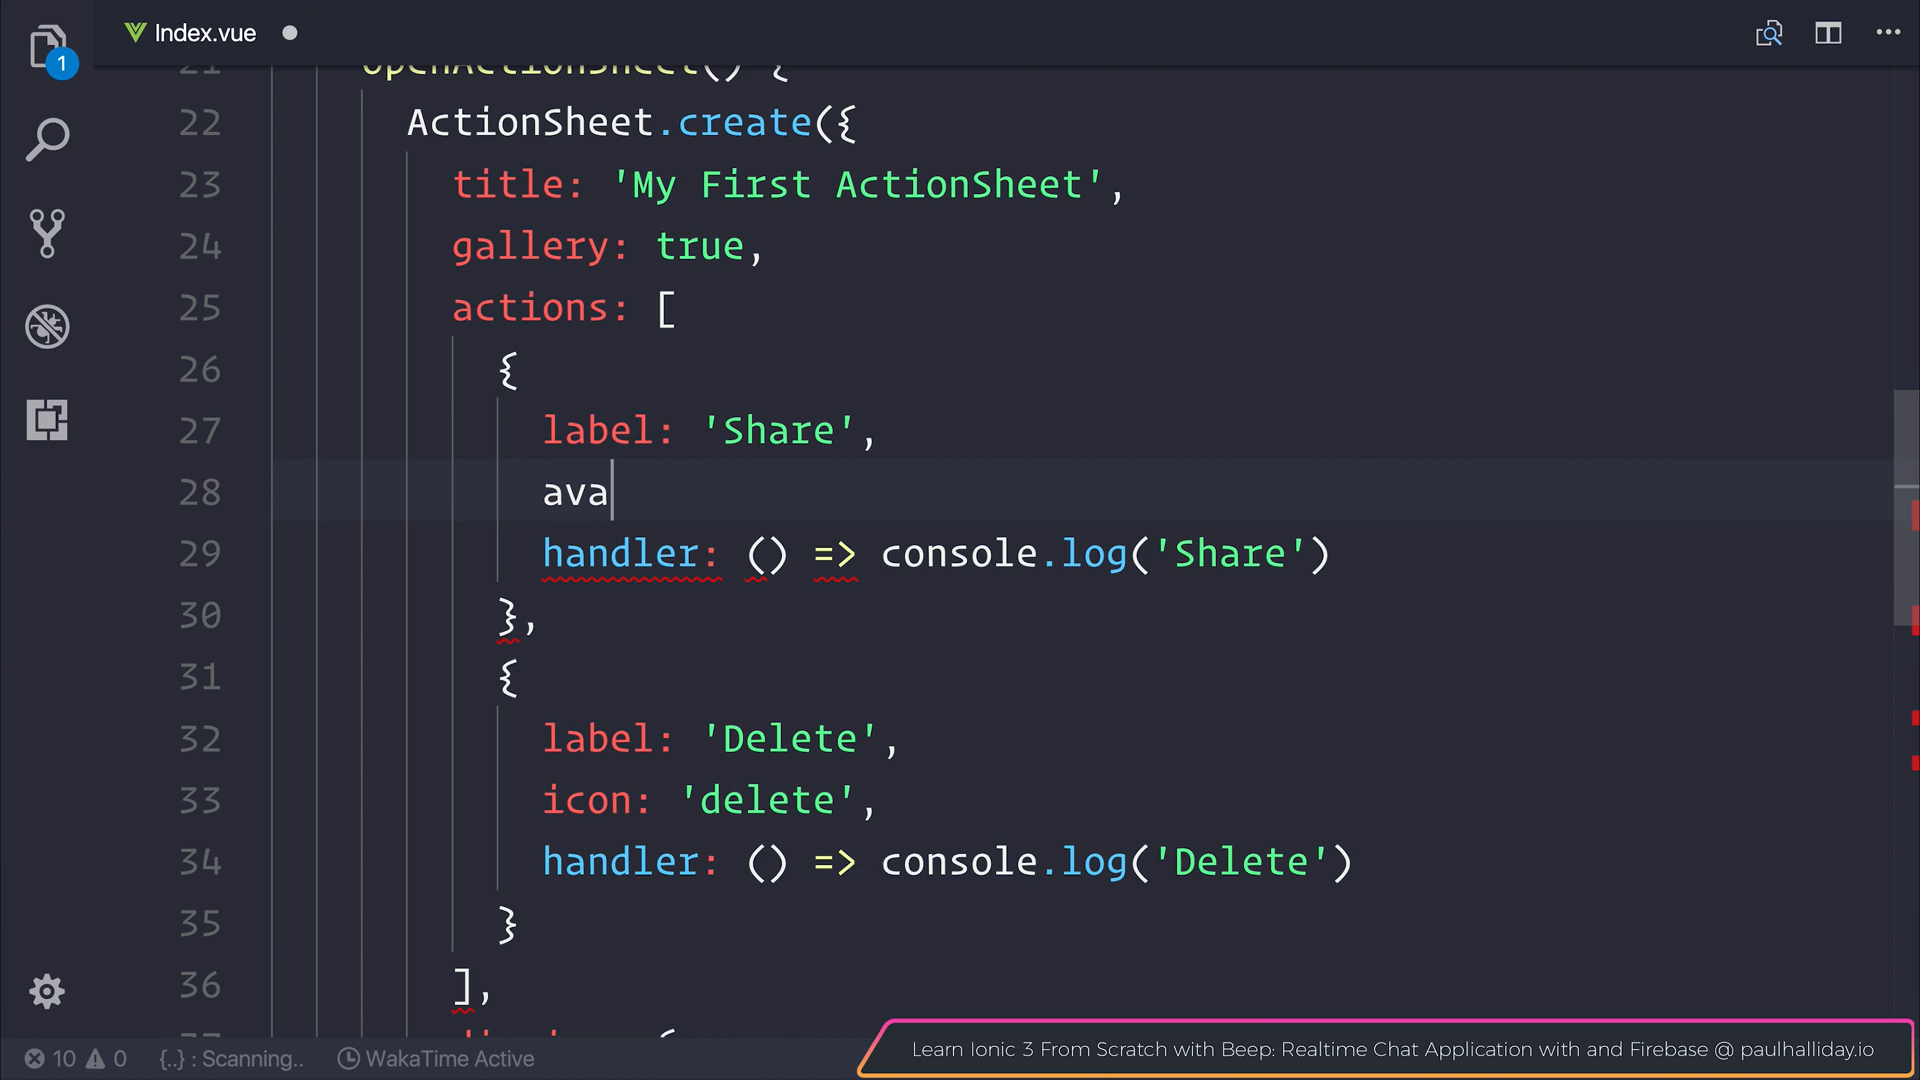 Index.vue
1
21 openActionSheet() {
22 ActionSheet.create({
23 title: 'My First ActionSheet',
24 gallery: true,
25 actions: [
26 {
27 label: 'Share',
28 ava
29 handler: () => console.log('Share')
30 },
31 {
32 label: 'Delete',
33 icon: 'delete',
34 handler: () => console.log('Delete')
35 }
36 ],
10 0 {..} : Scanning.. WakaTime Active
Learn Ionic 3 From Scratch with Beep: Realtime Chat Application with and Firebase @ paulhalliday.io